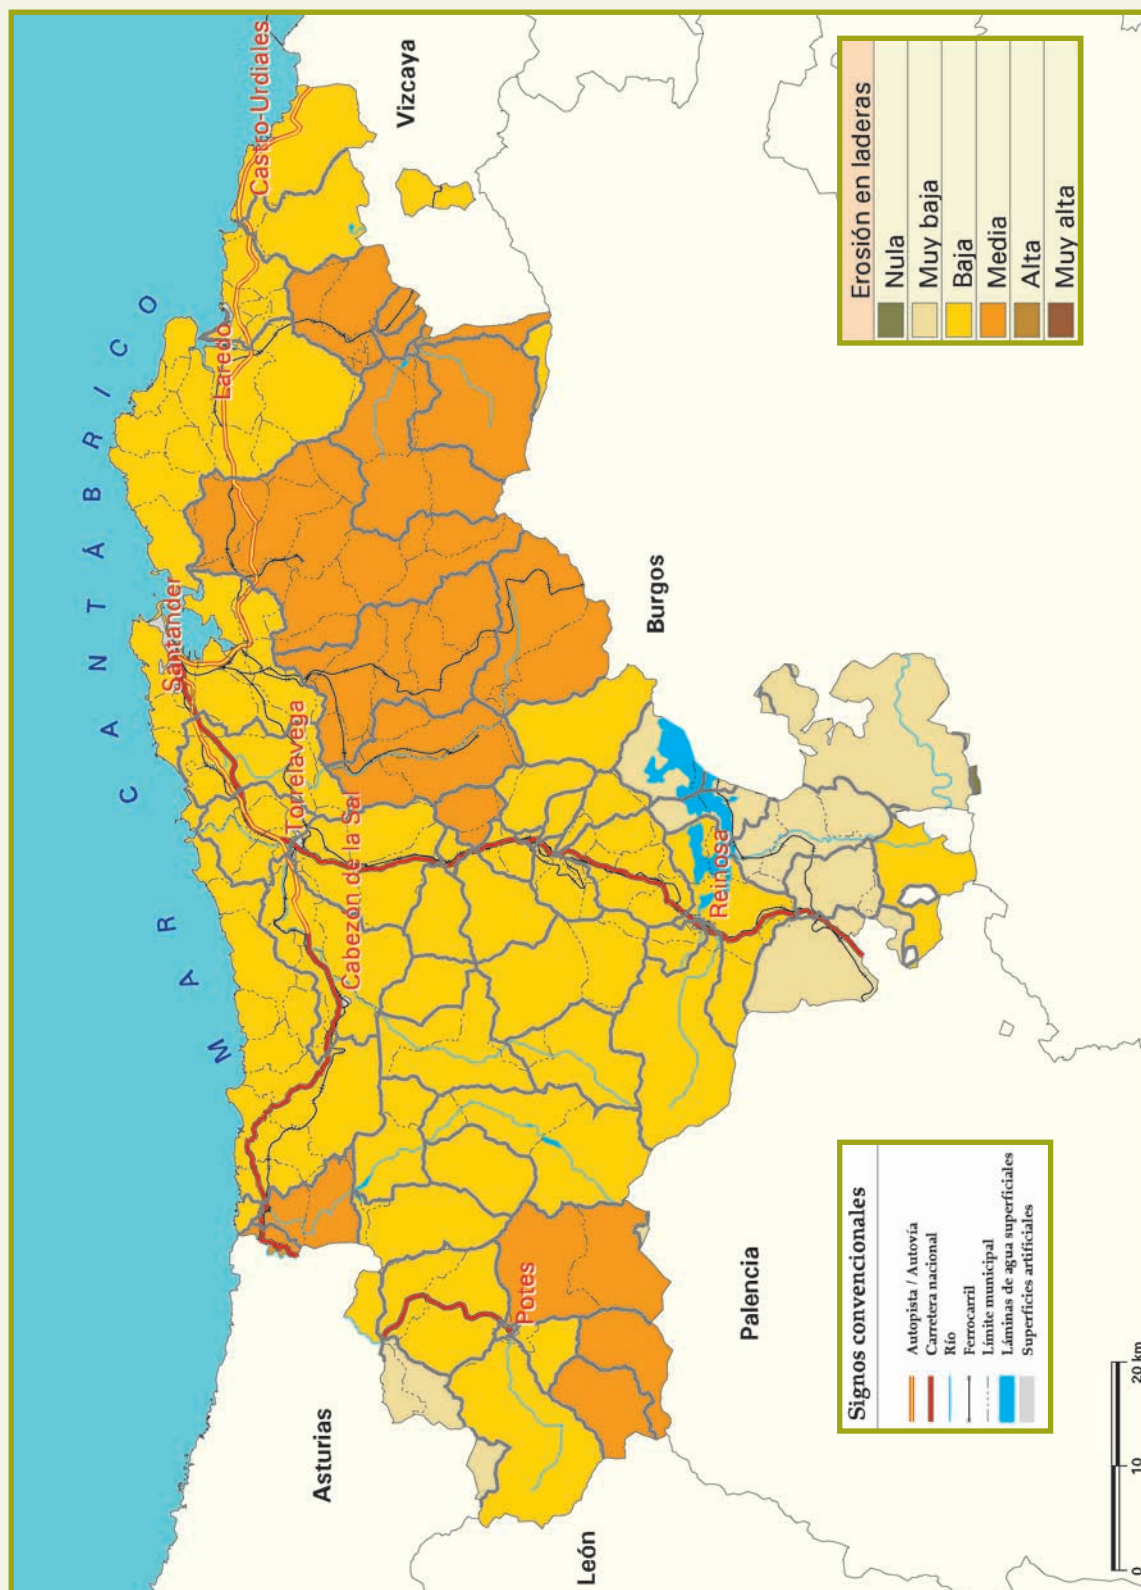 MAR CANTÁBRICO
Santander
Laredo
Castro-Urdiales
Torrelavega
Cabezón de la Sal
Reinosa
Potes
Asturias
León
Palencia
Burgos
Vizcaya
Signos convencionales
Autopista / Autovía
Carretera nacional
Río
Ferrocarril
Límite municipal
Láminas de agua superficiales
Superficies artificiales
Erosión en laderas
Nula
Muy baja
Baja
Media
Alta
Muy alta
0 10 20 km